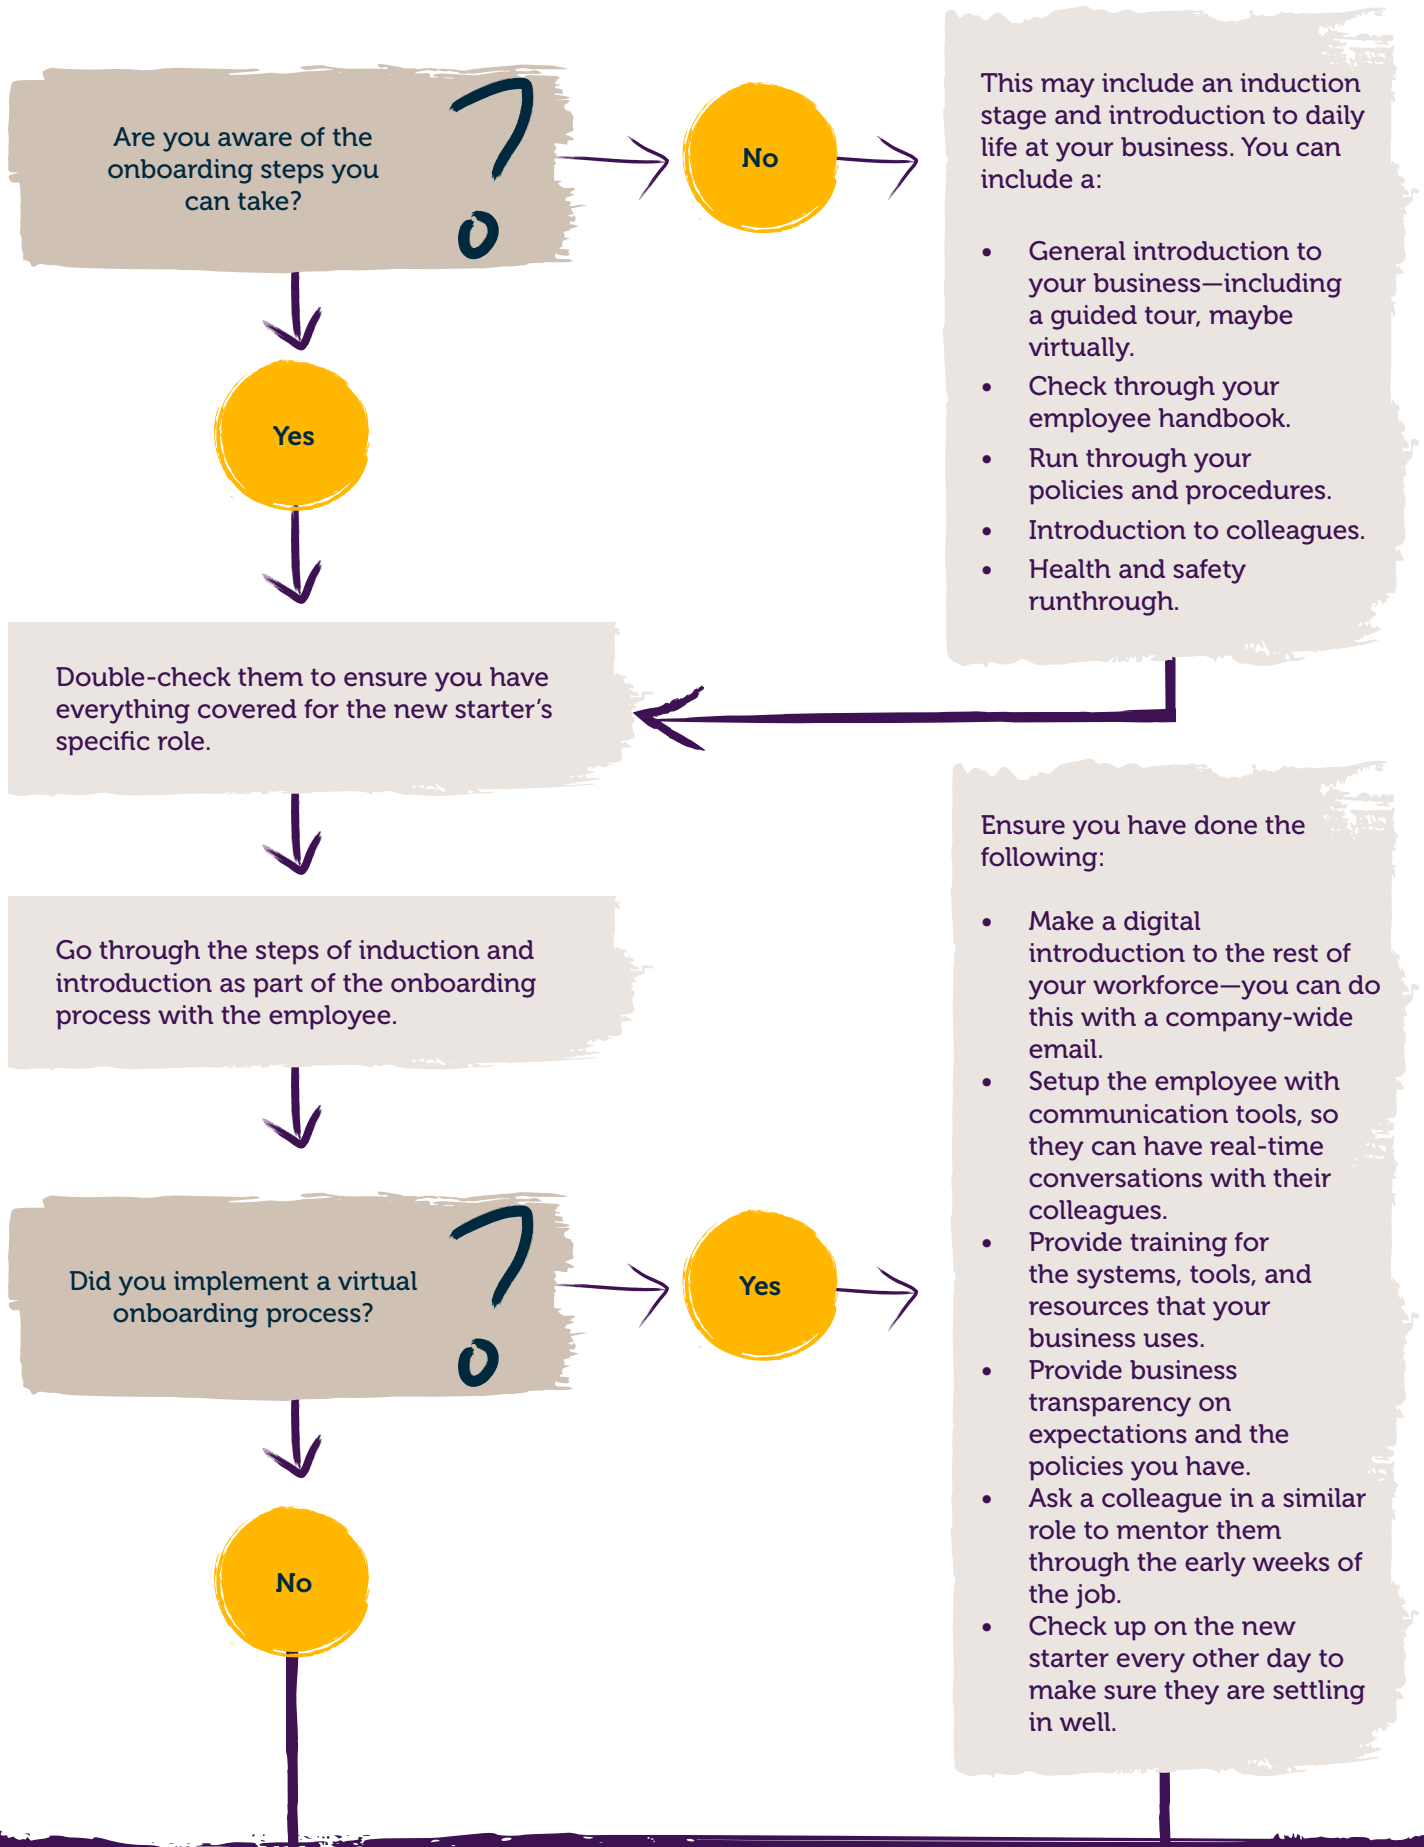 Are you aware of the
onboarding steps you
can take?
No
This may include an induction
stage and introduction to daily
life at your business. You can
include a:
• General introduction to
your business—including
a guided tour, maybe
virtually.
• Check through your
employee handbook.
• Run through your
policies and procedures.
• Introduction to colleagues.
• Health and safety
runthrough.
Yes
Double-check them to ensure you have
everything covered for the new starter’s
specific role.
Go through the steps of induction and
introduction as part of the onboarding
process with the employee.
Did you implement a virtual
onboarding process?
Yes
Ensure you have done the
following:
• Make a digital
introduction to the rest of
your workforce—you can do
this with a company-wide
email.
• Setup the employee with
communication tools, so
they can have real-time
conversations with their
colleagues.
• Provide training for
the systems, tools, and
resources that your
business uses.
• Provide business
transparency on
expectations and the
policies you have.
• Ask a colleague in a similar
role to mentor them
through the early weeks of
the job.
• Check up on the new
starter every other day to
make sure they are settling
in well.
No